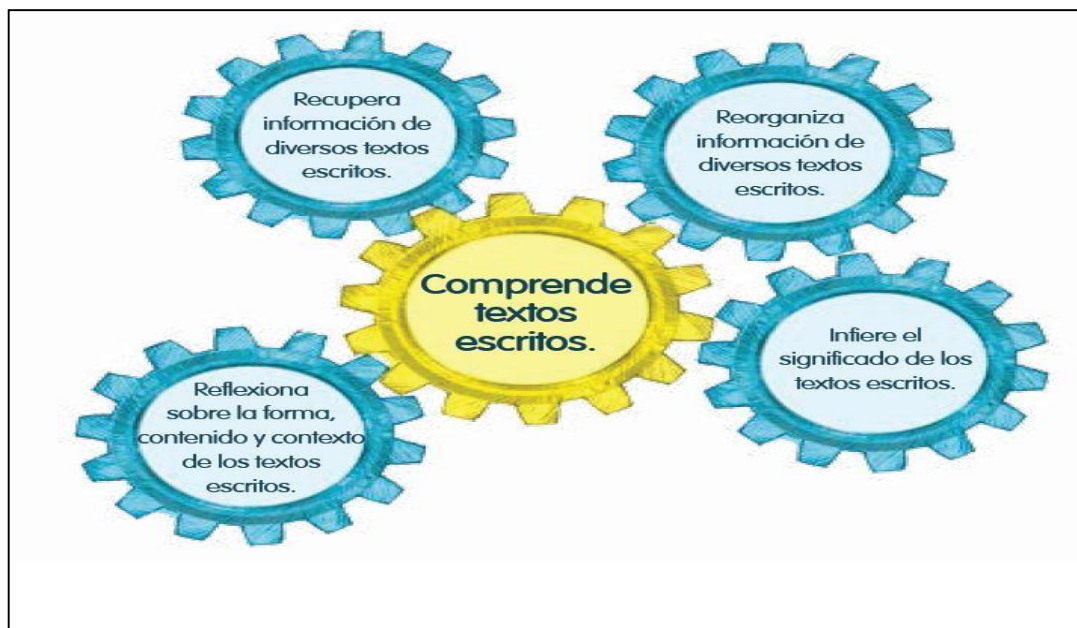 Recupera
información de
diversos textos
escritos.
Reorganiza
información de
diversos textos
escritos.
Comprende
textos
escritos.
Infiere el
significado de los
textos escritos.
Reflexiona
sobre la forma,
contenido y contexto
de los textos
escritos.